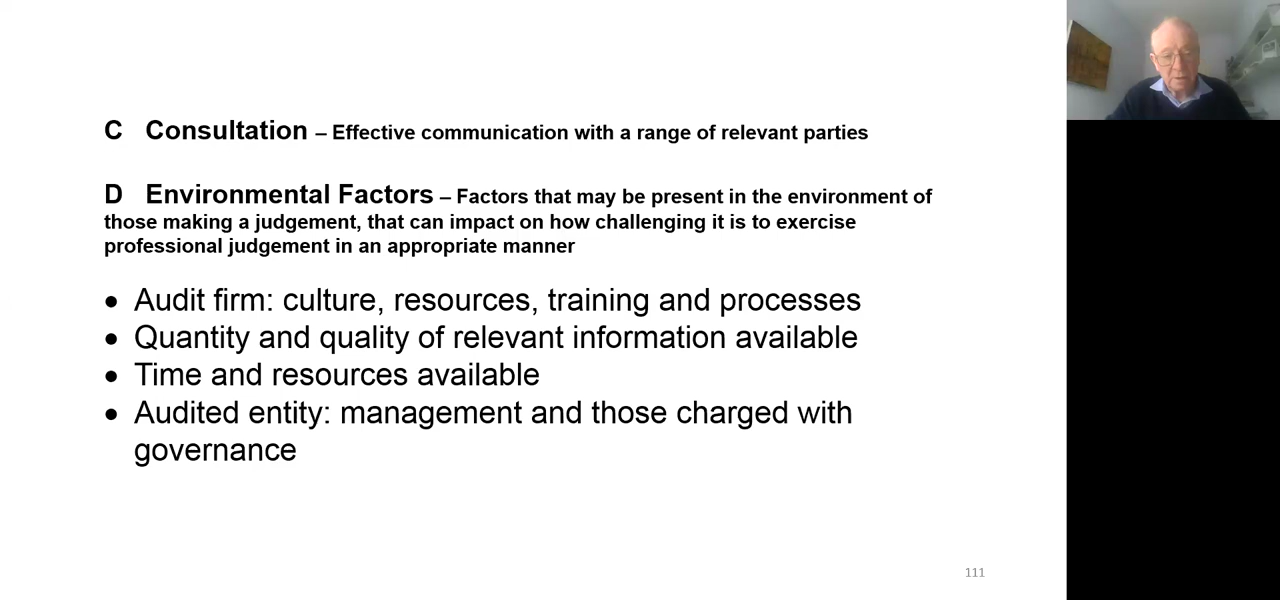 C Consultation – Effective communication with a range of relevant parties
D Environmental Factors – Factors that may be present in the environment of
those making a judgement, that can impact on how challenging it is to exercise
professional judgement in an appropriate manner
• Audit firm: culture, resources, training and processes
• Quantity and quality of relevant information available
• Time and resources available
• Audited entity: management and those charged with
governance
111